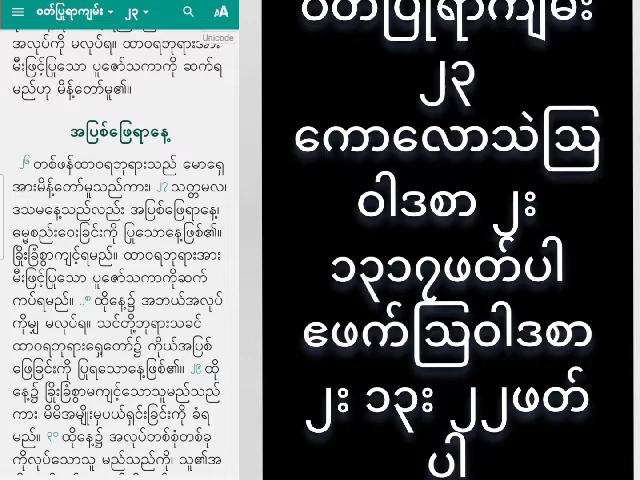 ဝတ်ပြုရာကျမ်း ၂၃
Unicode
အလုပ်ကို မလုပ်ရ။ ထာဝရဘုရားအား
မီးဖြင့်ပြုသော ပူဇော်သကာကို ဆက်ရ
မည်ဟု မိန့်တော်မူ၏။
အပြစ်ဖြေရာနေ့
၂၆ တစ်ဖန်ထာဝရဘုရားသည် မောရှေ
အားမိန့်တော်မူသည်ကား၊ ၂၇ သတ္တမလ၊
ဒသမနေ့သည်လည်း အပြစ်ဖြေရာနေ့၊
ဓမ္မစည်းဝေးခြင်းကို ပြုသောနေ့ဖြစ်၏။
ခြိုးခြံစွာကျင့်ရမည်။ ထာဝရဘုရားအား
မီးဖြင့်ပြုသော ပူဇော်သကာကိုဆက်
ကပ်ရမည်။ ၂၈ ထိုနေ့၌ အဘယ်အလုပ်
ကိုမျှ မလုပ်ရ။ သင်တို့ဘုရားသခင်
ထာဝရဘုရားရှေ့တော်၌ ကိုယ်အပြစ်
ဖြေခြင်းကို ပြုရသောနေ့ဖြစ်၏။ ၂၉ ထို
နေ့၌ ခြိုးခြံစွာမကျင့်သောသူမည်သည်
ကား မိမိအမျိုးမှပယ်ရှင်းခြင်းကို ခံရ
မည်။ ၃၀ ထိုနေ့၌ အလုပ်တစ်စုံတစ်ခု
ကိုလုပ်သောသူ မည်သည်ကို၊ သူ၏အ
ဝတ်ပြုရာကျမ်း
၂၃
ကောလောသဲဩ
ဝါဒစာ ၂း
၁၃၁၇ဖတ်ပါ
ဧဖက်ဩဝါဒစာ
၂း ၁၃း ၂၂ဖတ်
ပါ